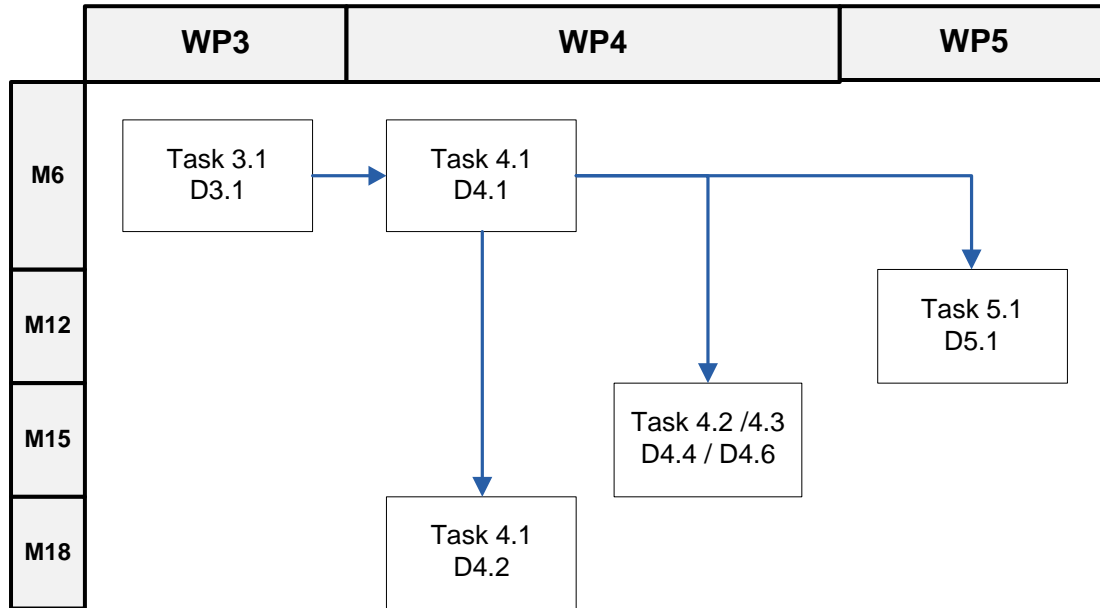 WP3
WP4
WP5
M6
Task 3.1
D3.1
Task 4.1
D4.1
M12
Task 5.1
D5.1
M15
Task 4.2 /4.3
D4.4 / D4.6
M18
Task 4.1
D4.2